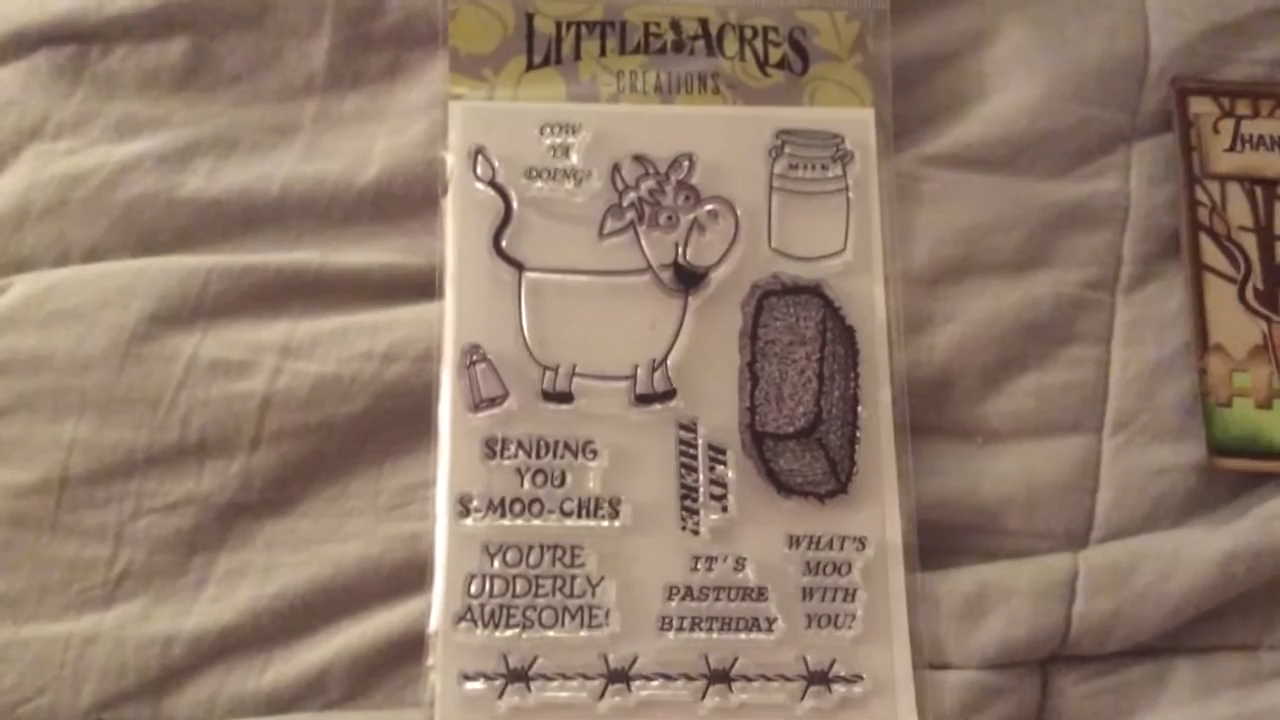 LITTLE ACRES
CREATIONS
COW
YA
DOING?
MILK
SENDING
YOU
S-MOO-CHES
HAY
THERE!
YOU'RE
UDDERLY
AWESOME!
IT'S
PASTURE
BIRTHDAY
WHAT'S
MOO
WITH
YOU?